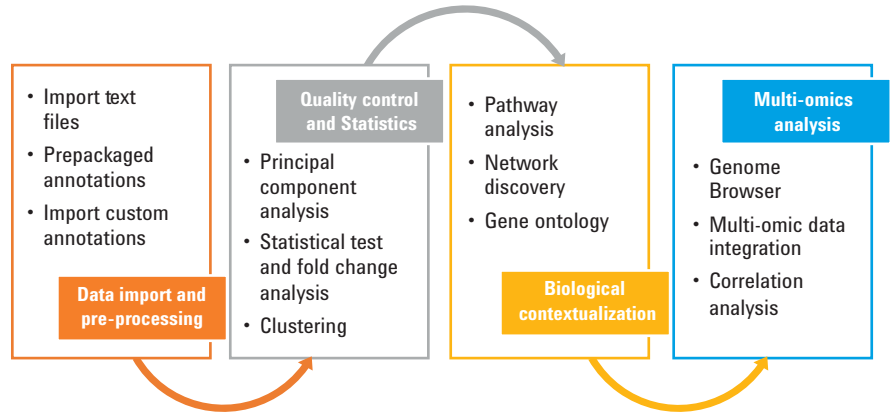 • Import text
files
• Prepackaged
annotations
• Import custom
annotations
Data import and
pre-processing
Quality control
and Statistics
• Principal
component
analysis
• Statistical test
and fold change
analysis
• Clustering
• Pathway
analysis
• Network
discovery
• Gene ontology
Biological
contextualization
Multi-omics
analysis
• Genome
Browser
• Multi-omic data
integration
• Correlation
analysis